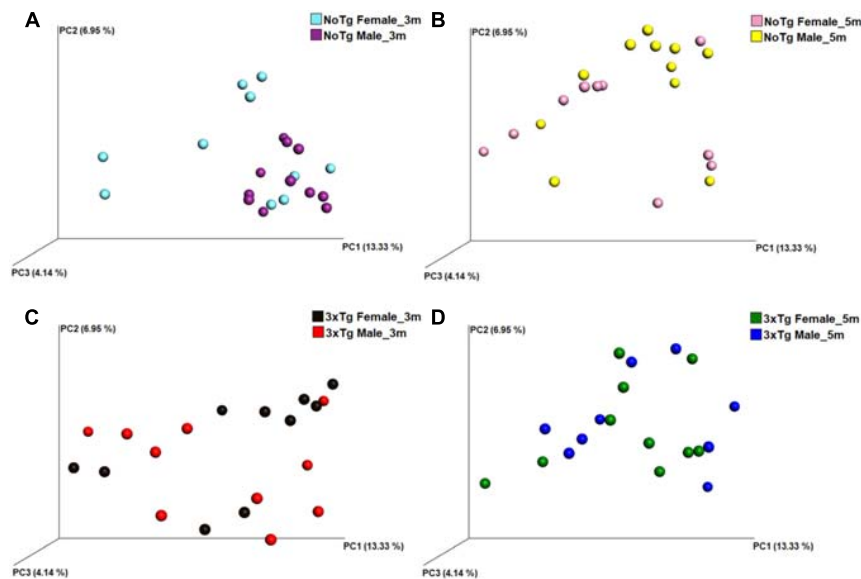 A
NoTg Female_3m
NoTg Male_3m
PC2 (6.95 %)
PC1 (13.33 %)
PC3 (4.14 %)
B
NoTg Female_5m
NoTg Male_5m
PC2 (6.95 %)
PC1 (13.33 %)
PC3 (4.14 %)
C
3xTg Female_3m
3xTg Male_3m
PC2 (6.95 %)
PC1 (13.33 %)
PC3 (4.14 %)
D
3xTg Female_5m
3xTg Male_5m
PC2 (6.95 %)
PC1 (13.33 %)
PC3 (4.14 %)